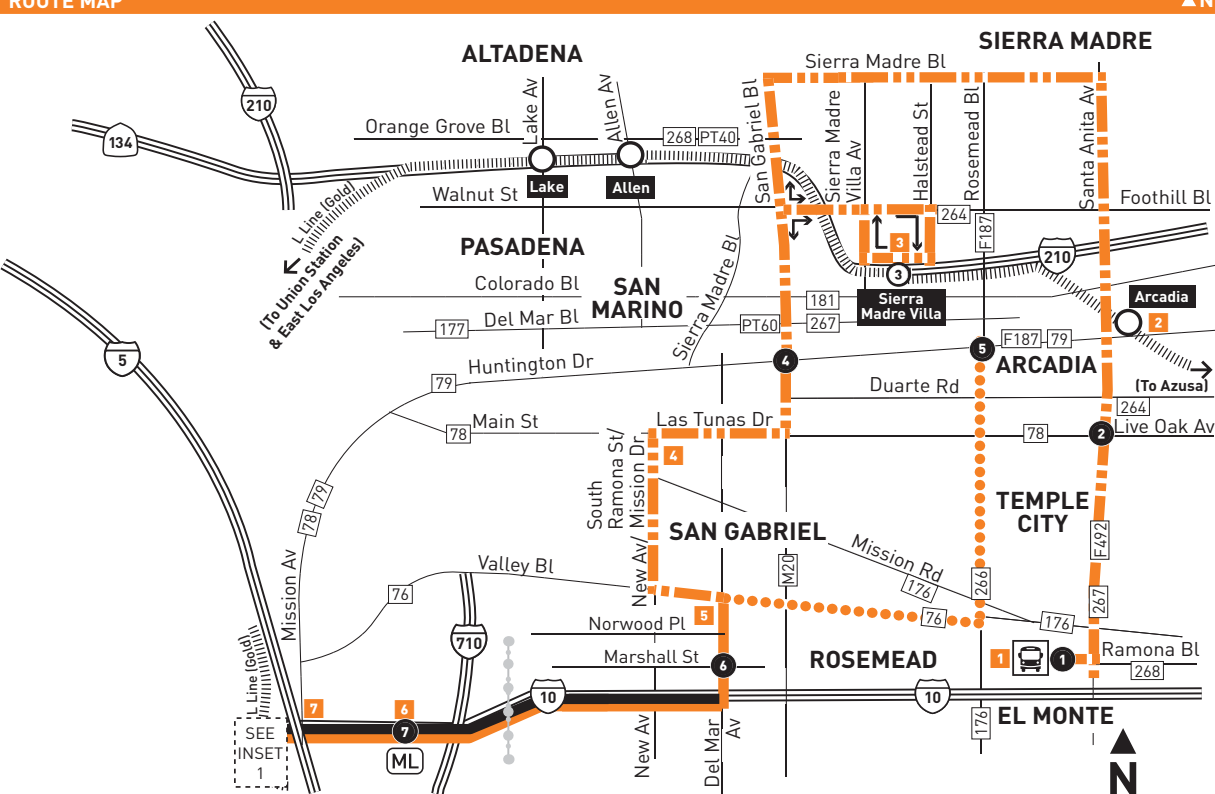 ROUTE MAP
▲N
ALTADENA
SIERRA MADRE
Sierra Madre Bl
210
134
Orange Grove Bl
Lake Av
Allen Av
268
PT40
San Gabriel Bl
Sierra Madre
Villa Av
Halstead St
Rosemead Bl
Santa Anita Av
Lake
Allen
Walnut St
Foothill Bl
264
F187
L Line (Gold)
(To Union Station
& East Los Angeles)
PASADENA
3
210
3
Colorado Bl
SAN
MARINO
Sierra Madre Bl
181
Sierra
Madre Villa
Arcadia
177
Del Mar Bl
PT60
267
2
5
Huntington Dr
4
5
F187
79
ARCADIA
79
Duarte Rd
(To Azusa)
264
Main St
78
Las Tunas Dr
78
2
Live Oak Av
4
South
Ramona St/
Mission Dr
New Av/
78
79
SAN GABRIEL
TEMPLE
CITY
Mission Rd
176
F492
Mission Av
Valley Bl
76
M20
266
267
5
76
176
710
Norwood Pl
Marshall St
6
ROSEMEAD
1
1
Ramona Bl
268
L Line (Gold)
10
10
7
6
7
ML
SEE
INSET
1
New Av
Del Mar
Av
176
EL MONTE
N